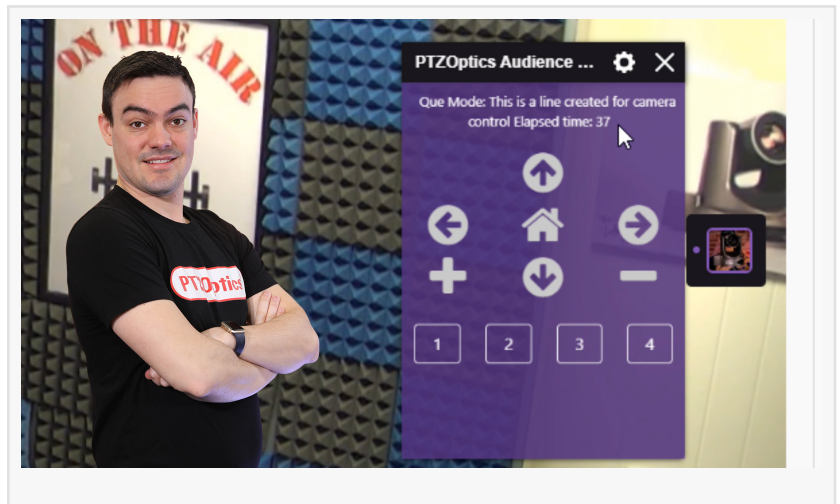 ON THE AIR
PTZOptics
PTZOptics Audience ...
Que Mode: This is a line created for camera
control Elapsed time: 37
1 2 3 4